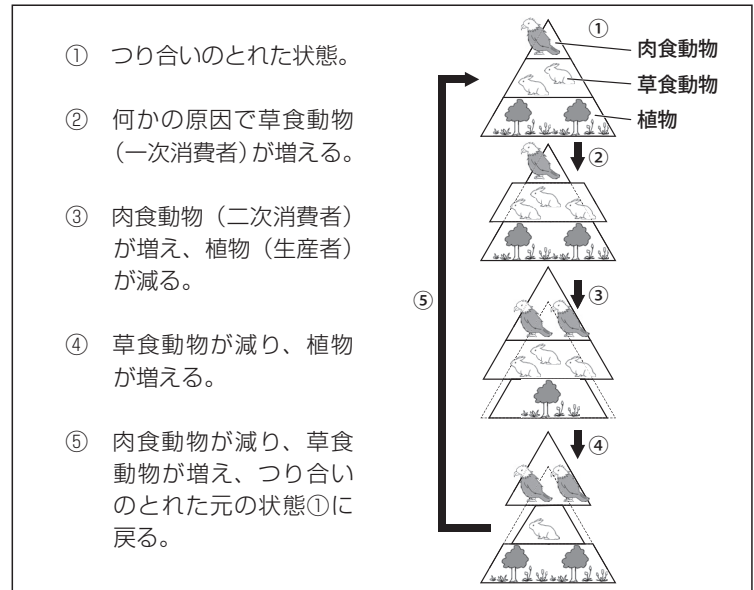 ① つり合いのとれた状態。
② 何かの原因で草食動物
（一次消費者）が増える。
③ 肉食動物（二次消費者）
が増え、植物（生産者）
が減る。
④ 草食動物が減り、植物
が増える。
⑤ 肉食動物が減り、草食
動物が増え、つり合い
のとれた元の状態①に
戻る。
①
肉食動物
草食動物
植物
②
③
⑤
④